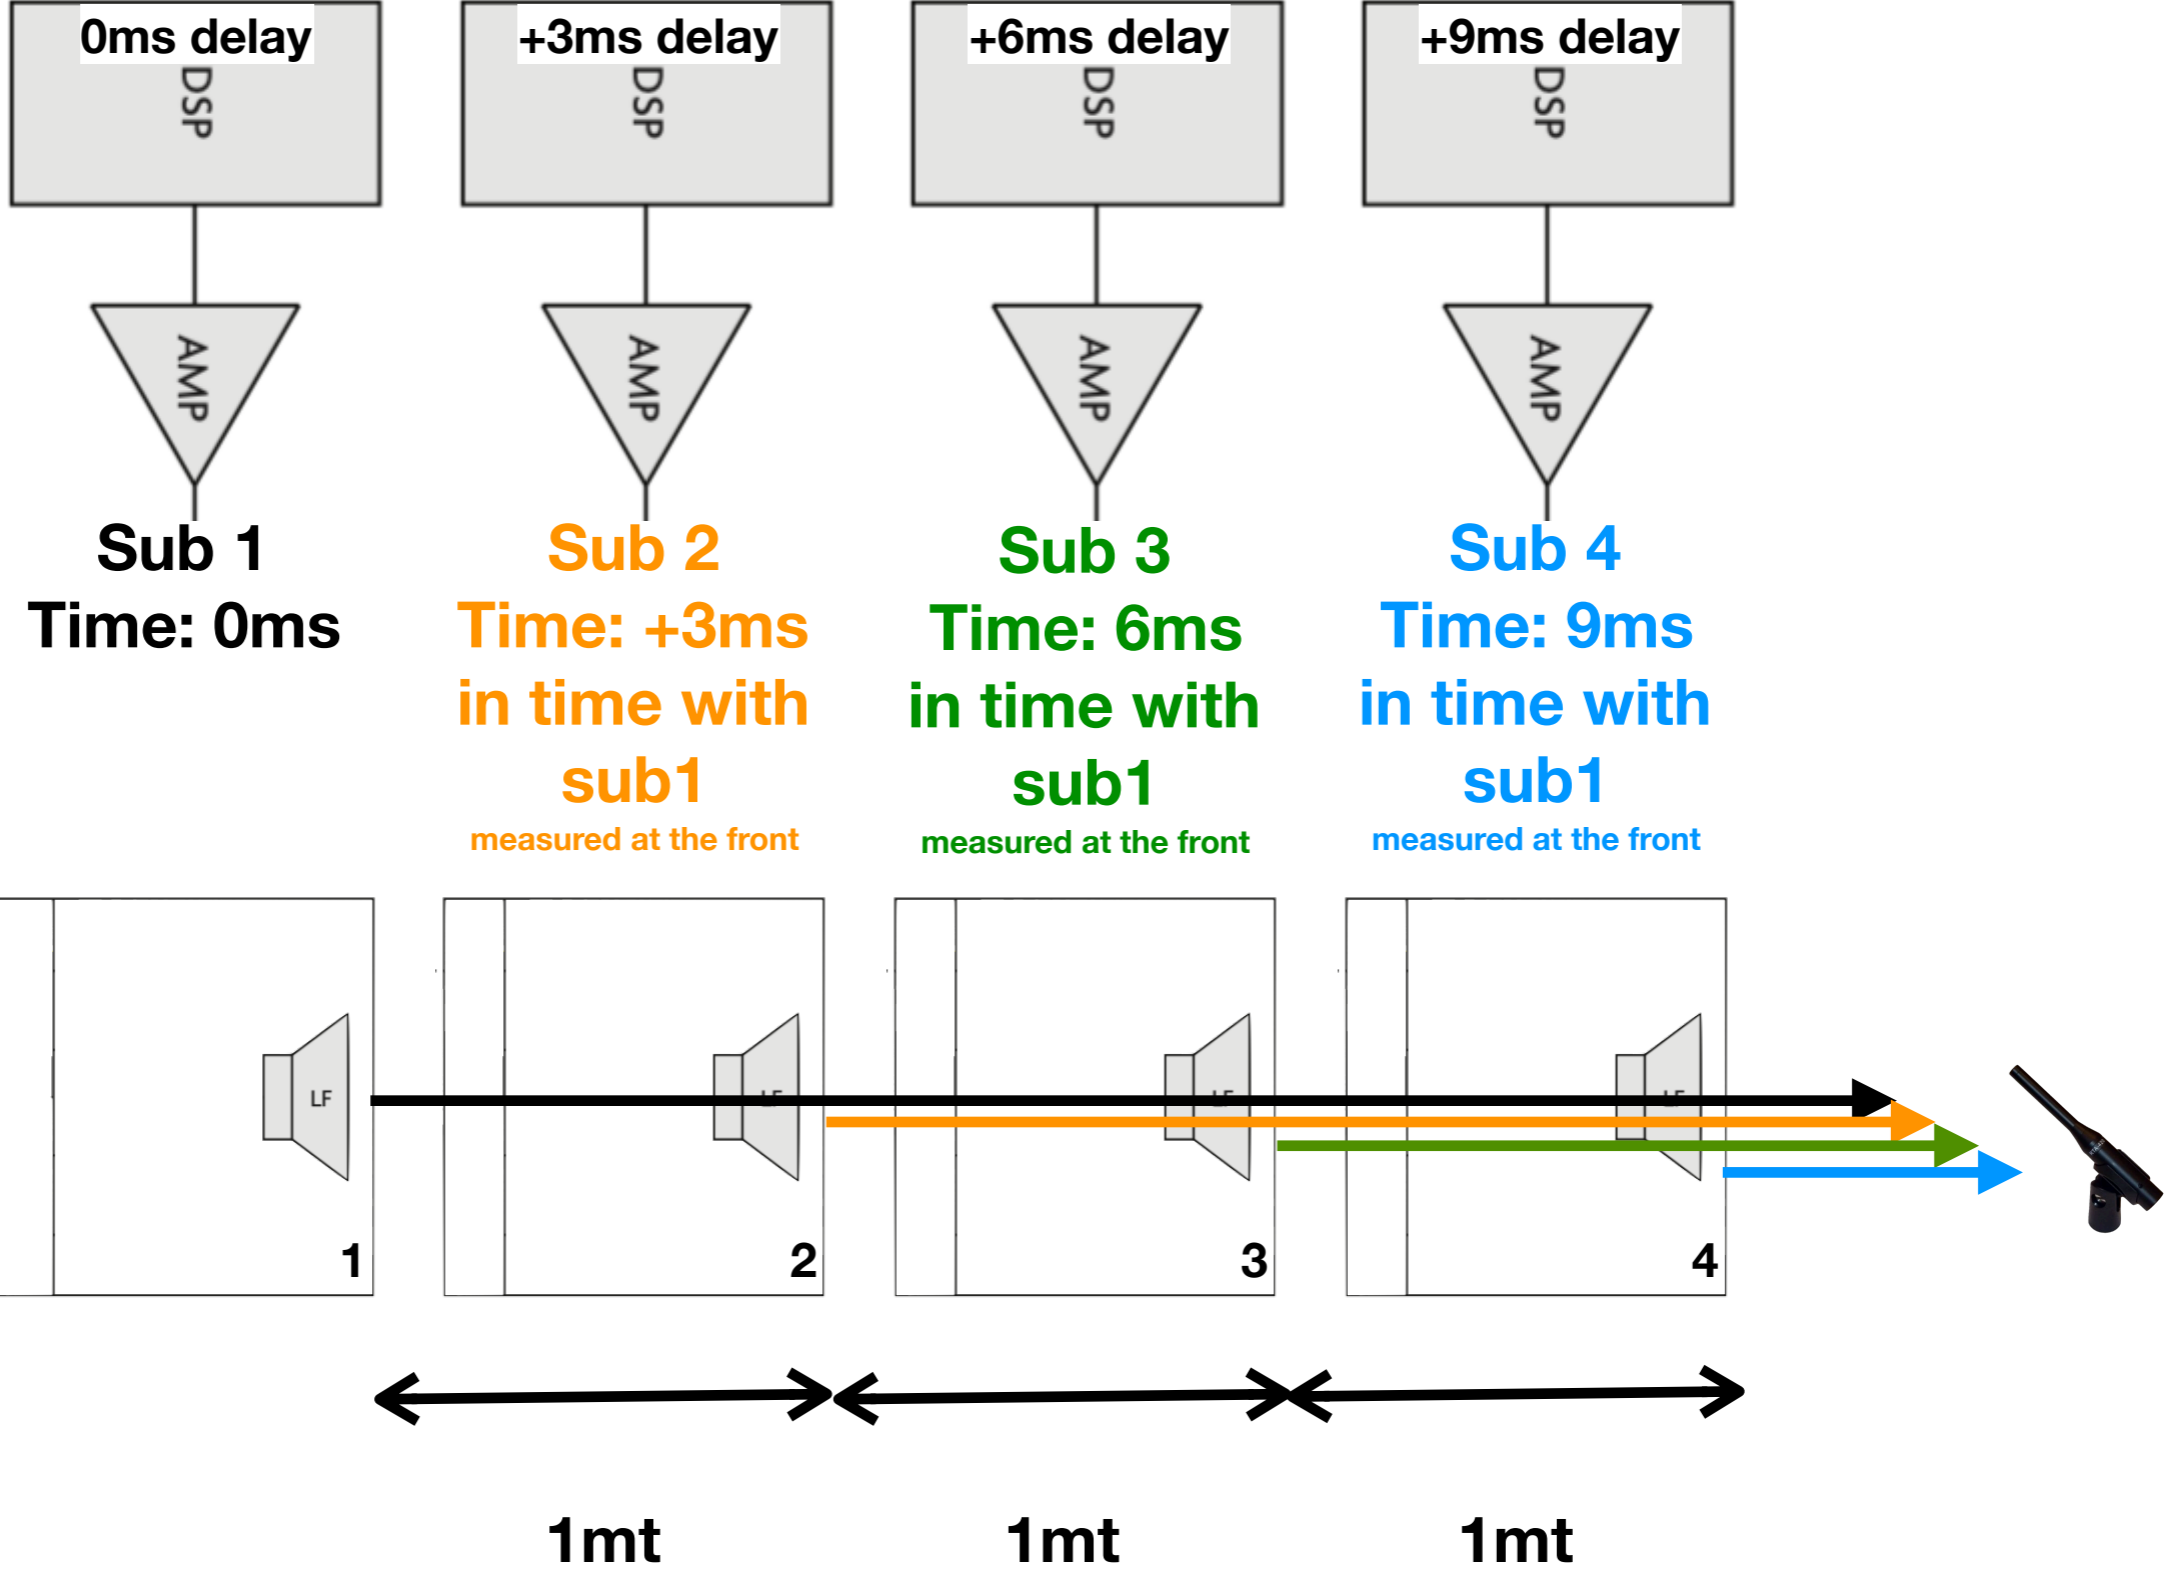 0ms delay
+3ms delay
+6ms delay
+9ms delay
DSP
DSP
DSP
DSP
AMP
AMP
AMP
AMP
Sub 1
Time: 0ms
Sub 2
Time: +3ms
in time with
sub1
measured at the front
Sub 3
Time: 6ms
in time with
sub1
measured at the front
Sub 4
Time: 9ms
in time with
sub1
measured at the front
LF
LF
LF
LF
1
2
3
4
1mt
1mt
1mt